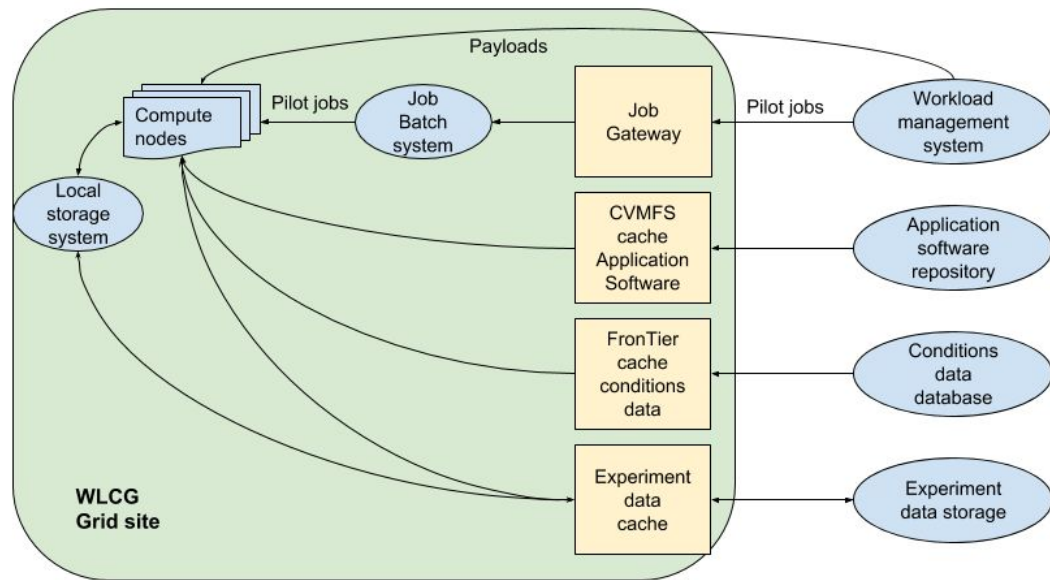 Payloads
Compute
nodes
Pilot jobs
Job
Batch
system
Job
Gateway
Pilot jobs
Workload
management
system
Local
storage
system
CVMFS
cache
Application
Software
Application
software
repository
FronTier
cache
conditions
data
Conditions
data
database
WLCG
Grid site
Experiment
data
cache
Experiment
data storage